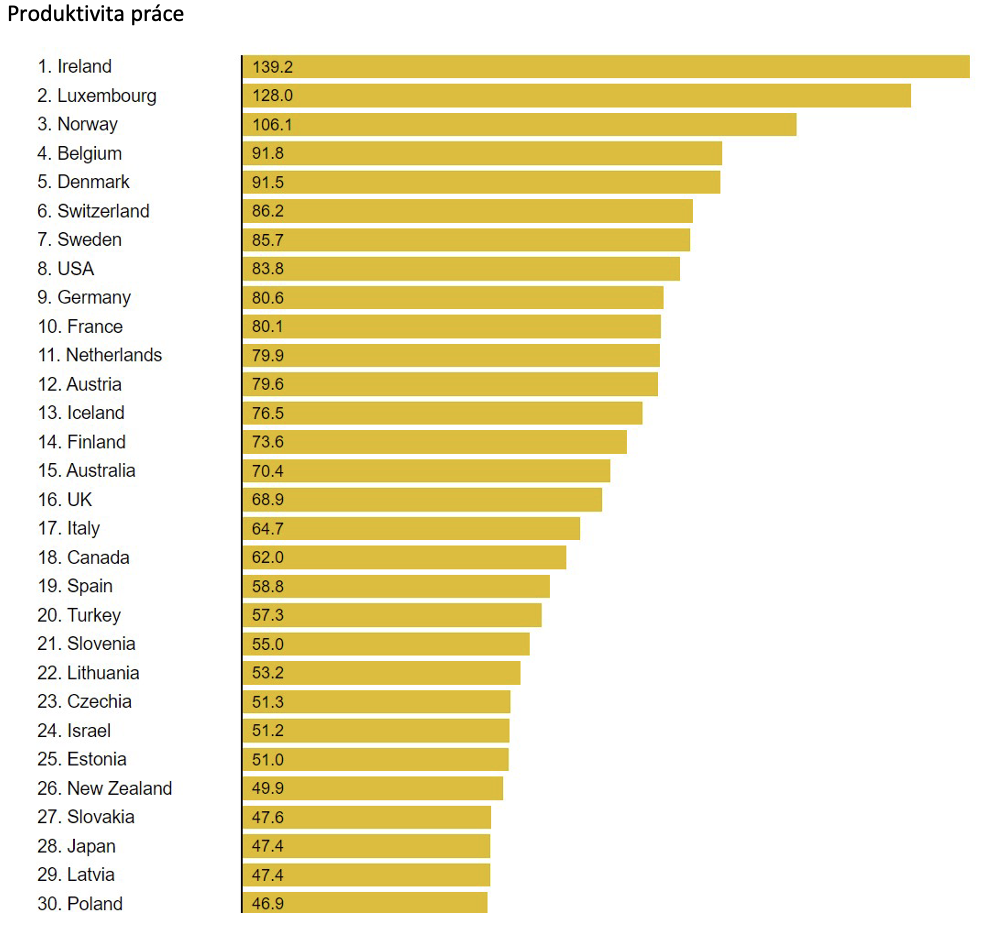 Produktivita práce
1. Ireland 139.2
2. Luxembourg 128.0
3. Norway 106.1
4. Belgium 91.8
5. Denmark 91.5
6. Switzerland 86.2
7. Sweden 85.7
8. USA 83.8
9. Germany 80.6
10. France 80.1
11. Netherlands 79.9
12. Austria 79.6
13. Iceland 76.5
14. Finland 73.6
15. Australia 70.4
16. UK 68.9
17. Italy 64.7
18. Canada 62.0
19. Spain 58.8
20. Turkey 57.3
21. Slovenia 55.0
22. Lithuania 53.2
23. Czechia 51.3
24. Israel 51.2
25. Estonia 51.0
26. New Zealand 49.9
27. Slovakia 47.6
28. Japan 47.4
29. Latvia 47.4
30. Poland 46.9